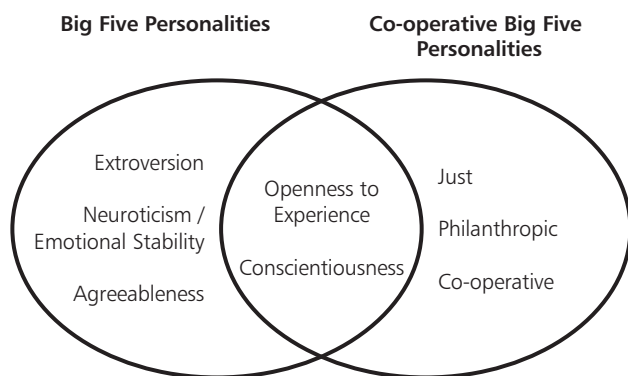 Big Five Personalities
Co-operative Big Five
Personalities
Extroversion
Neuroticism /
Emotional Stability
Agreeableness
Openness to
Experience
Conscientiousness
Just
Philanthropic
Co-operative